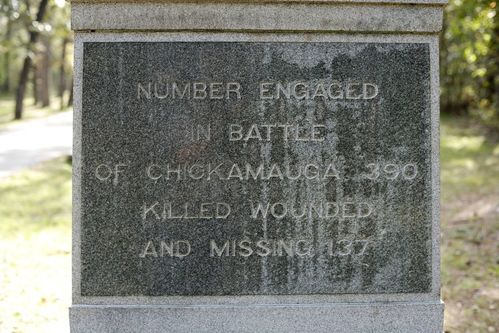 NUMBER ENGAGED
IN BATTLE
OF CHICKAMAUGA 390
KILLED WOUNDED
AND MISSING 137